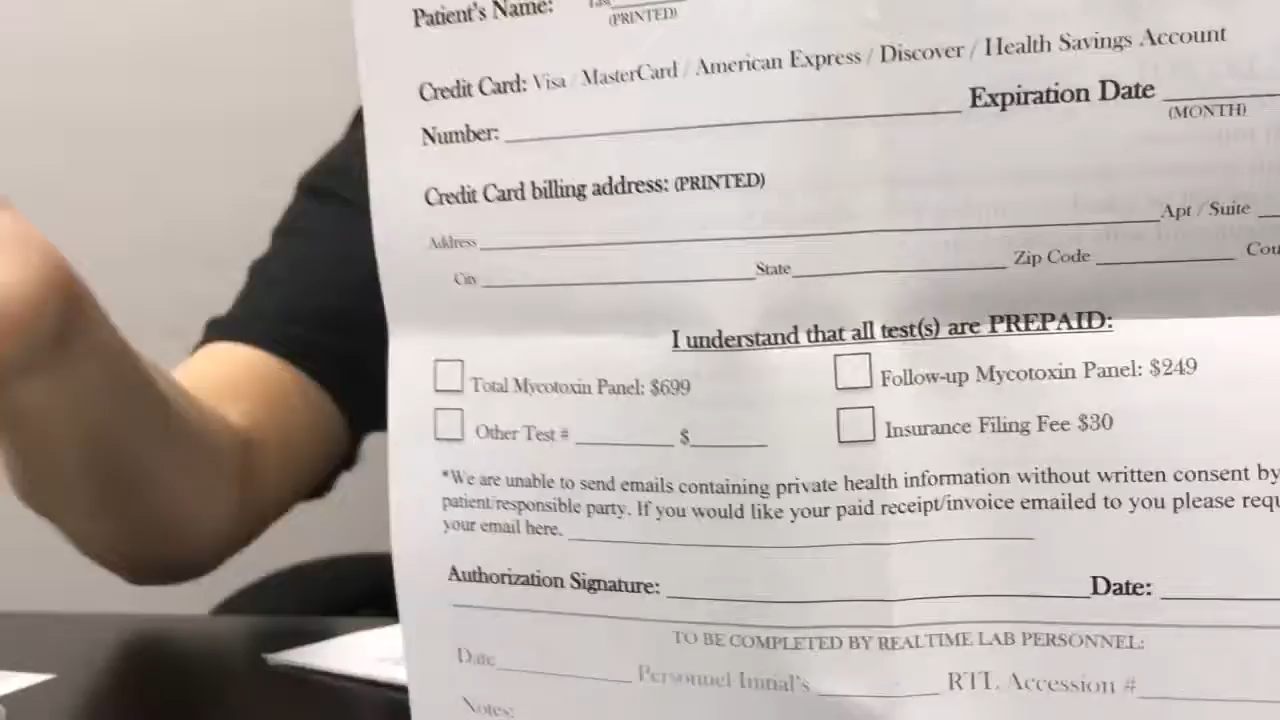 Patient's Name:
(PRINTED)
Credit Card: Visa / MasterCard / American Express / Discover / Health Savings Account
Number: Expiration Date
(MONTH)
Credit Card billing address: (PRINTED)
Address Apt / Suite
City State Zip Code
I understand that all test(s) are PREPAID:
Total Mycotoxin Panel: $699 Follow-up Mycotoxin Panel: $249
Other Test # $ Insurance Filing Fee $30
*We are unable to send emails containing private health information without written consent by
patient/responsible party. If you would like your paid receipt/invoice emailed to you please
your email here.
Authorization Signature: Date:
TO BE COMPLETED BY REALTIME LAB PERSONNEL:
Date Personnel Initial's RTL Accession #
Notes: